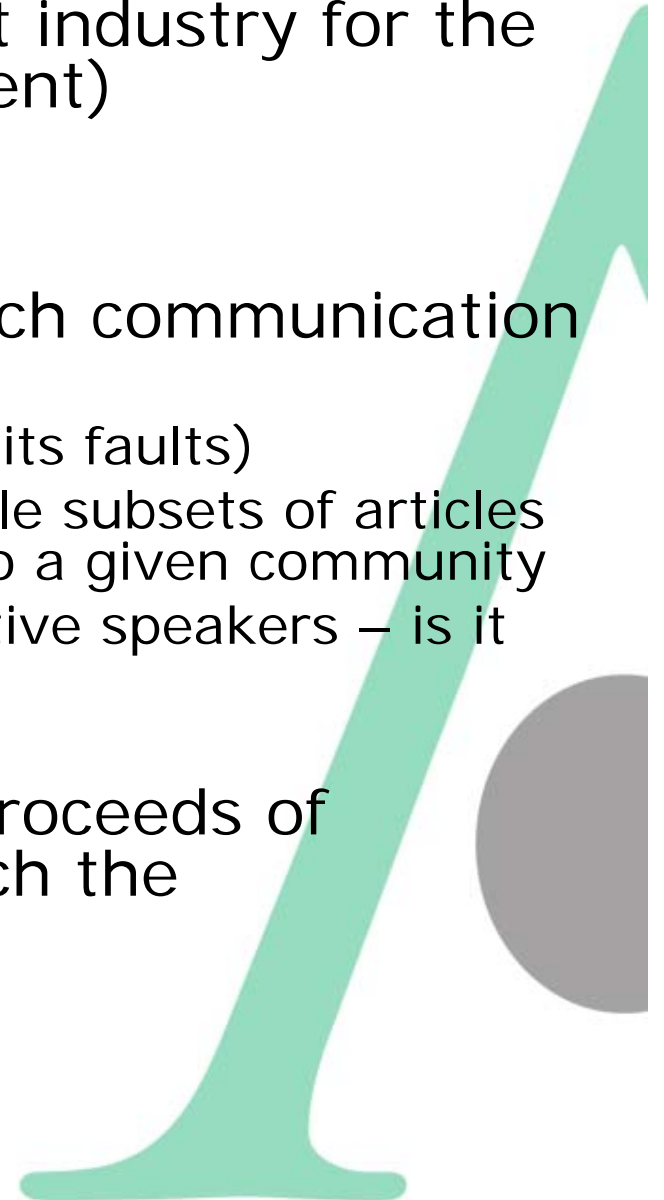 t industry for the
ent)
ch communication
its faults)
le subsets of articles
o a given community
tive speakers – is it
roceeds of
ch the